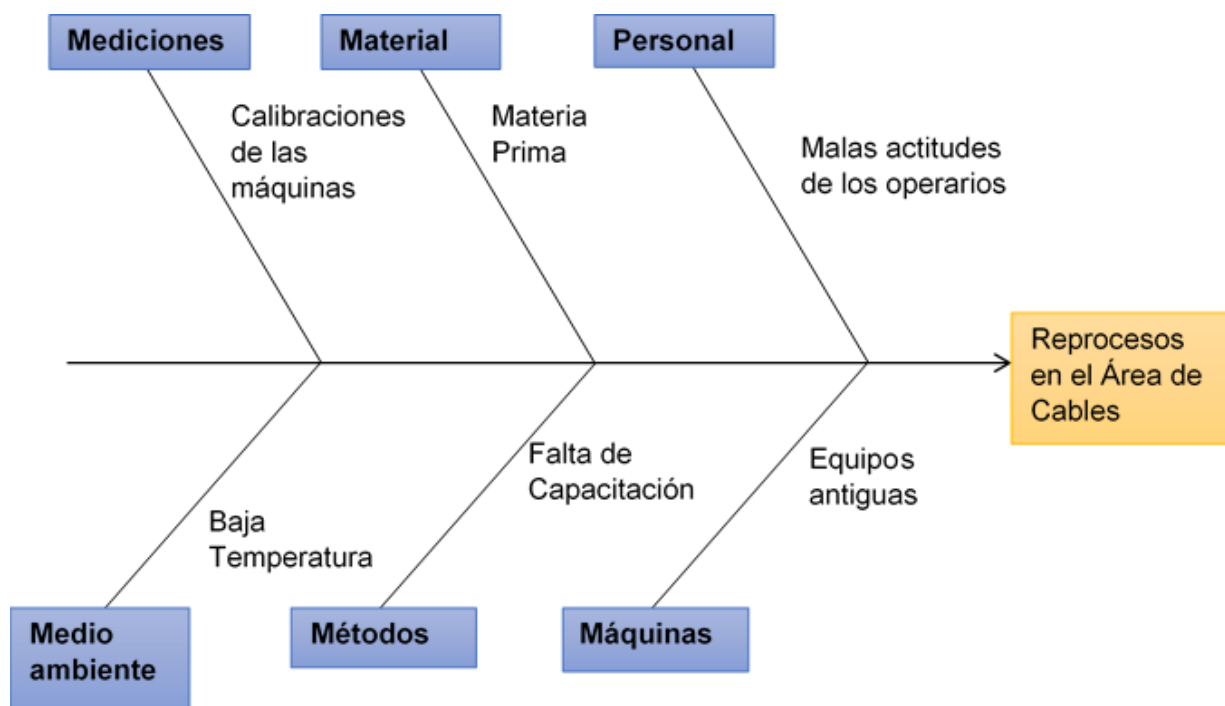 Mediciones
Material
Personal
Calibraciones
de las
máquinas
Materia
Prima
Malas actitudes
de los operarios
Reprocesos
en el Área de
Cables
Baja
Temperatura
Falta de
Capacitación
Equipos
antiguas
Medio
ambiente
Métodos
Máquinas